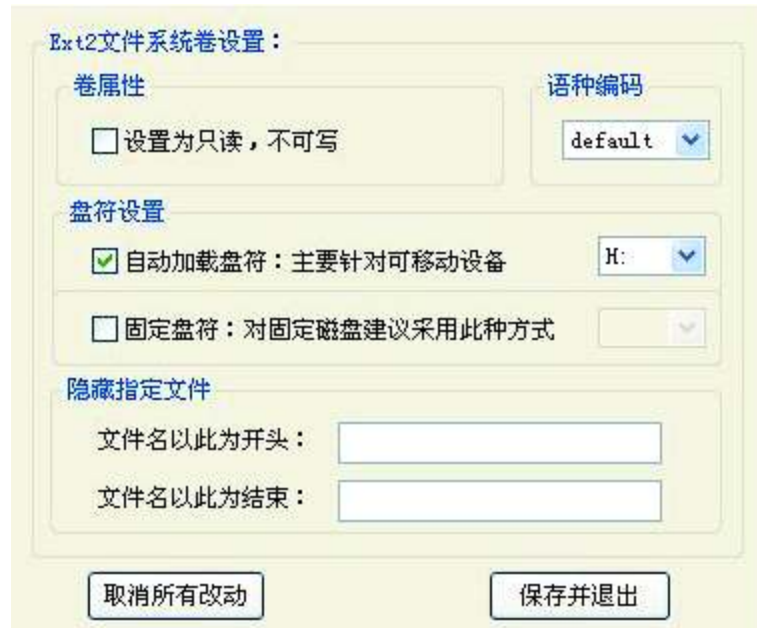 Ext2文件系统卷设置：
卷属性
语种编码
设置为只读，不可写
default
盘符设置
自动加载盘符：主要针对可移动设备
H:
固定盘符：对固定磁盘建议采用此种方式
隐藏指定文件
文件名以此为开头：
文件名以此为结束：
取消所有改动
保存并退出